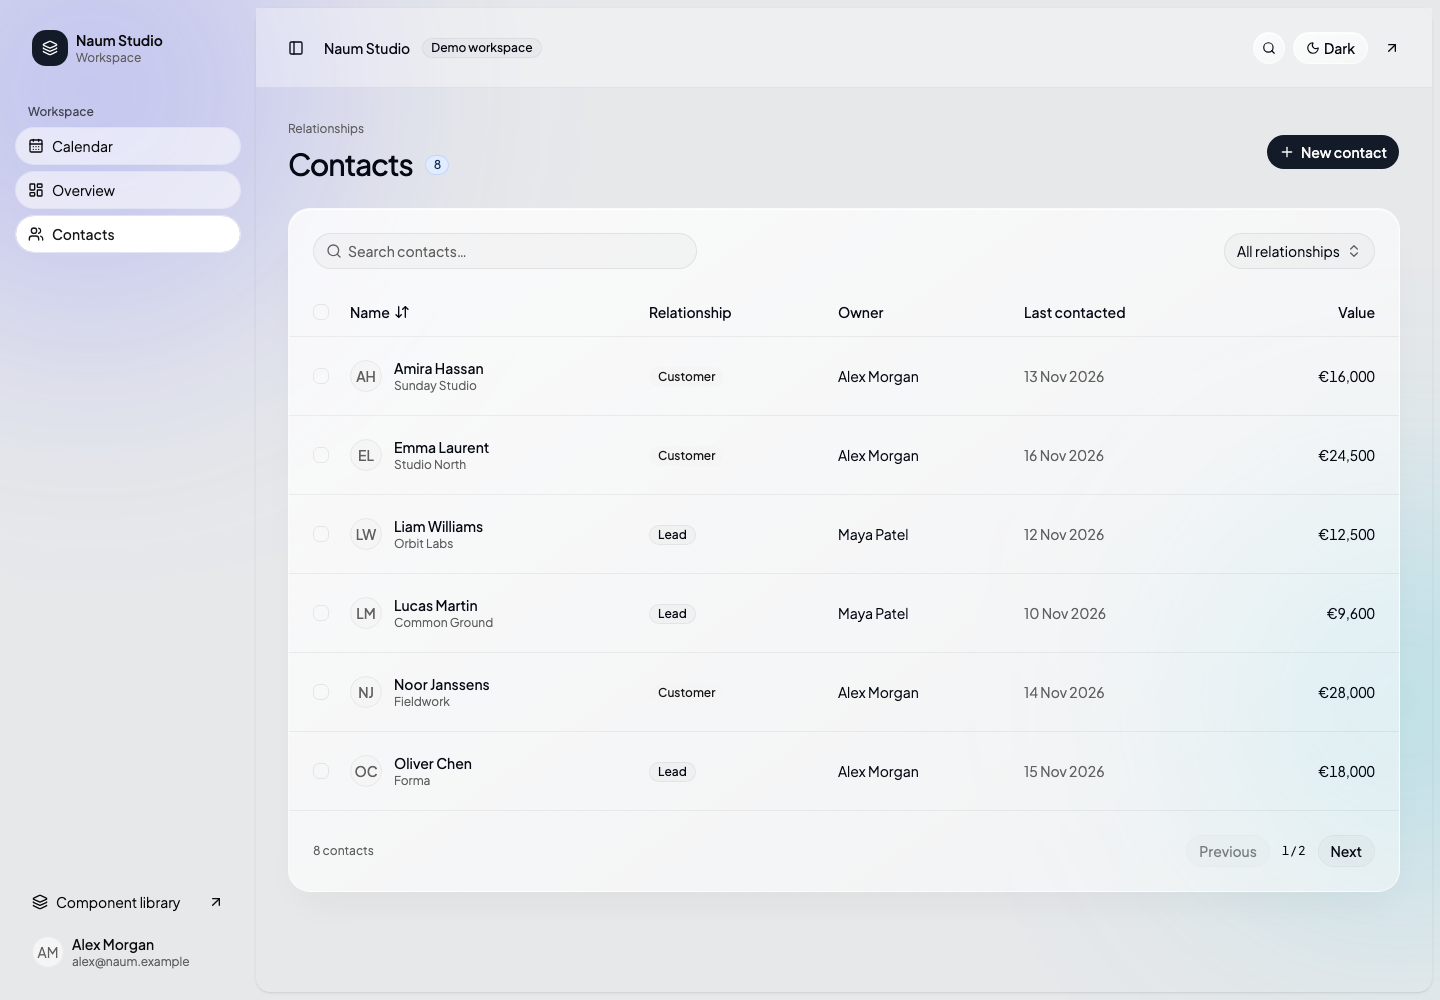 Naum Studio
Workspace
Workspace
Calendar
Overview
Contacts
Component library
AM
Alex Morgan
alex@naum.example
Naum Studio
Demo workspace
Dark
Relationships
Contacts
8
New contact
Search contacts...
All relationships
Name
Relationship
Owner
Last contacted
Value
AH
Amira Hassan
Sunday Studio
Customer
Alex Morgan
13 Nov 2026
€16,000
EL
Emma Laurent
Studio North
Customer
Alex Morgan
16 Nov 2026
€24,500
LW
Liam Williams
Orbit Labs
Lead
Maya Patel
12 Nov 2026
€12,500
LM
Lucas Martin
Common Ground
Lead
Maya Patel
10 Nov 2026
€9,600
NJ
Noor Janssens
Fieldwork
Customer
Alex Morgan
14 Nov 2026
€28,000
OC
Oliver Chen
Forma
Lead
Alex Morgan
15 Nov 2026
€18,000
8 contacts
Previous
1/2
Next